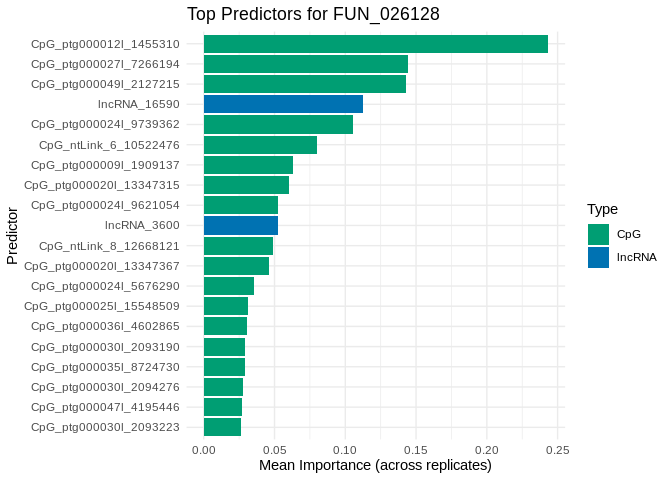 Top Predictors for FUN_026128
CpG_ptg000012l_1455310
CpG_ptg000027l_7266194
CpG_ptg000049l_2127215
lncRNA_16590
CpG_ptg000024l_9739362
CpG_ntLink_6_10522476
CpG_ptg000009l_1909137
CpG_ptg000020l_13347315
CpG_ptg000024l_9621054
lncRNA_3600
CpG_ntLink_8_12668121
CpG_ptg000020l_13347367
CpG_ptg000024l_5676290
CpG_ptg000025l_15548509
CpG_ptg000036l_4602865
CpG_ptg000030l_2093190
CpG_ptg000035l_8724730
CpG_ptg000030l_2094276
CpG_ptg000047l_4195446
CpG_ptg000030l_2093223
Predictor
0.00 0.05 0.10 0.15 0.20 0.25
Mean Importance (across replicates)
Type
CpG
lncRNA